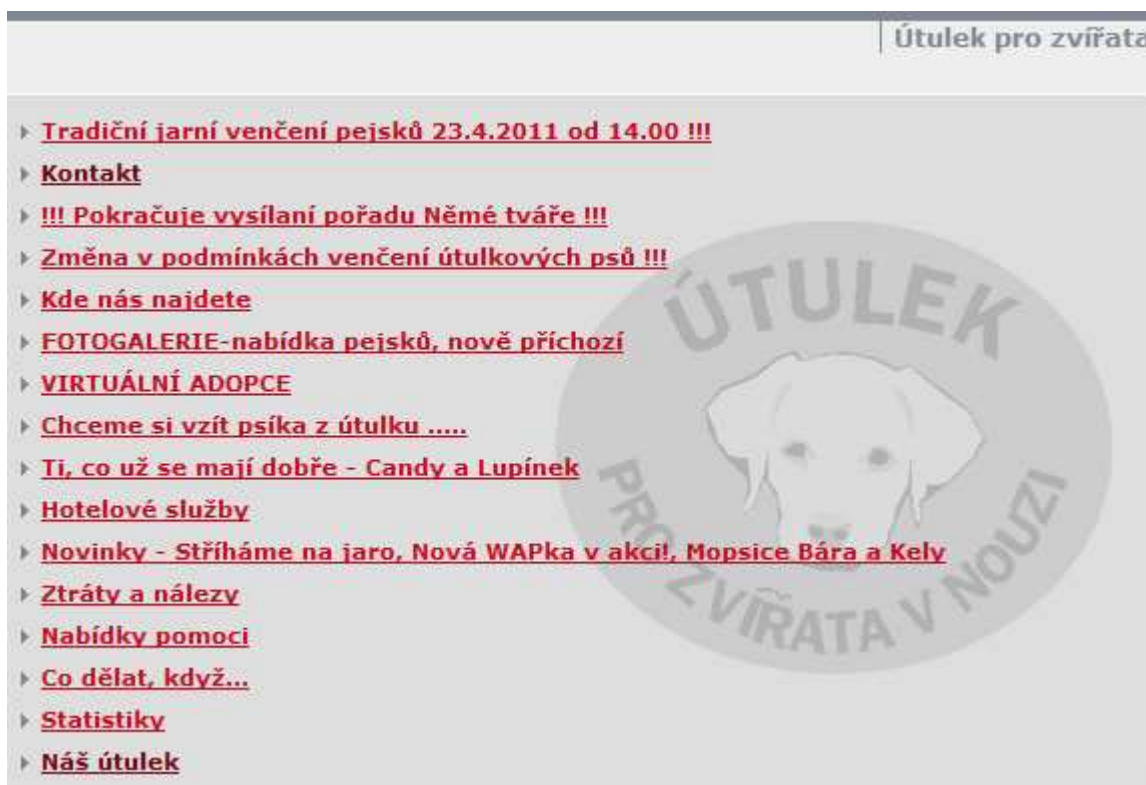 Útulek pro zvířata
Tradiční jarní venčení pejsků 23.4.2011 od 14.00 !!!
Kontakt
!!! Pokračuje vysílaní pořadu Němé tváře !!!
Změna v podmínkách venčení útulkových psů !!!
Kde nás najdete
FOTOGALERIE-nabídka pejsků, nově příchozí
VIRTUÁLNÍ ADOPCE
Chceme si vzít psíka z útulku .....
Ti, co už se mají dobře - Candy a Lupínek
Hotelové služby
Novinky - Stříháme na jaro, Nová WAPka v akci!, Mopsice Bára a Kely
Ztráty a nálezy
Nabídky pomoci
Co dělat, když...
Statistiky
Náš útulek
ÚTULEK
PRO ZVÍŘATA V NOUZI